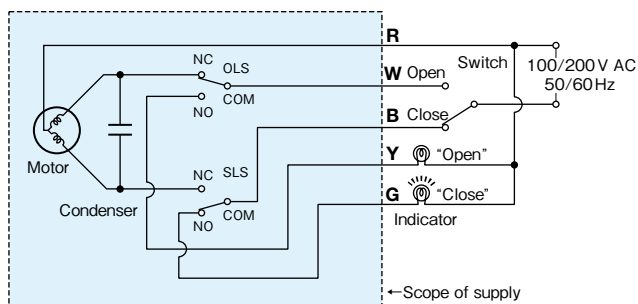 R
NC OLS
W Open
Switch
100/200V AC
50/60Hz
COM
NO
B Close
Y "Open"
Motor
NC SLS
Condenser
G "Close"
COM
NO
Indicator
←Scope of supply